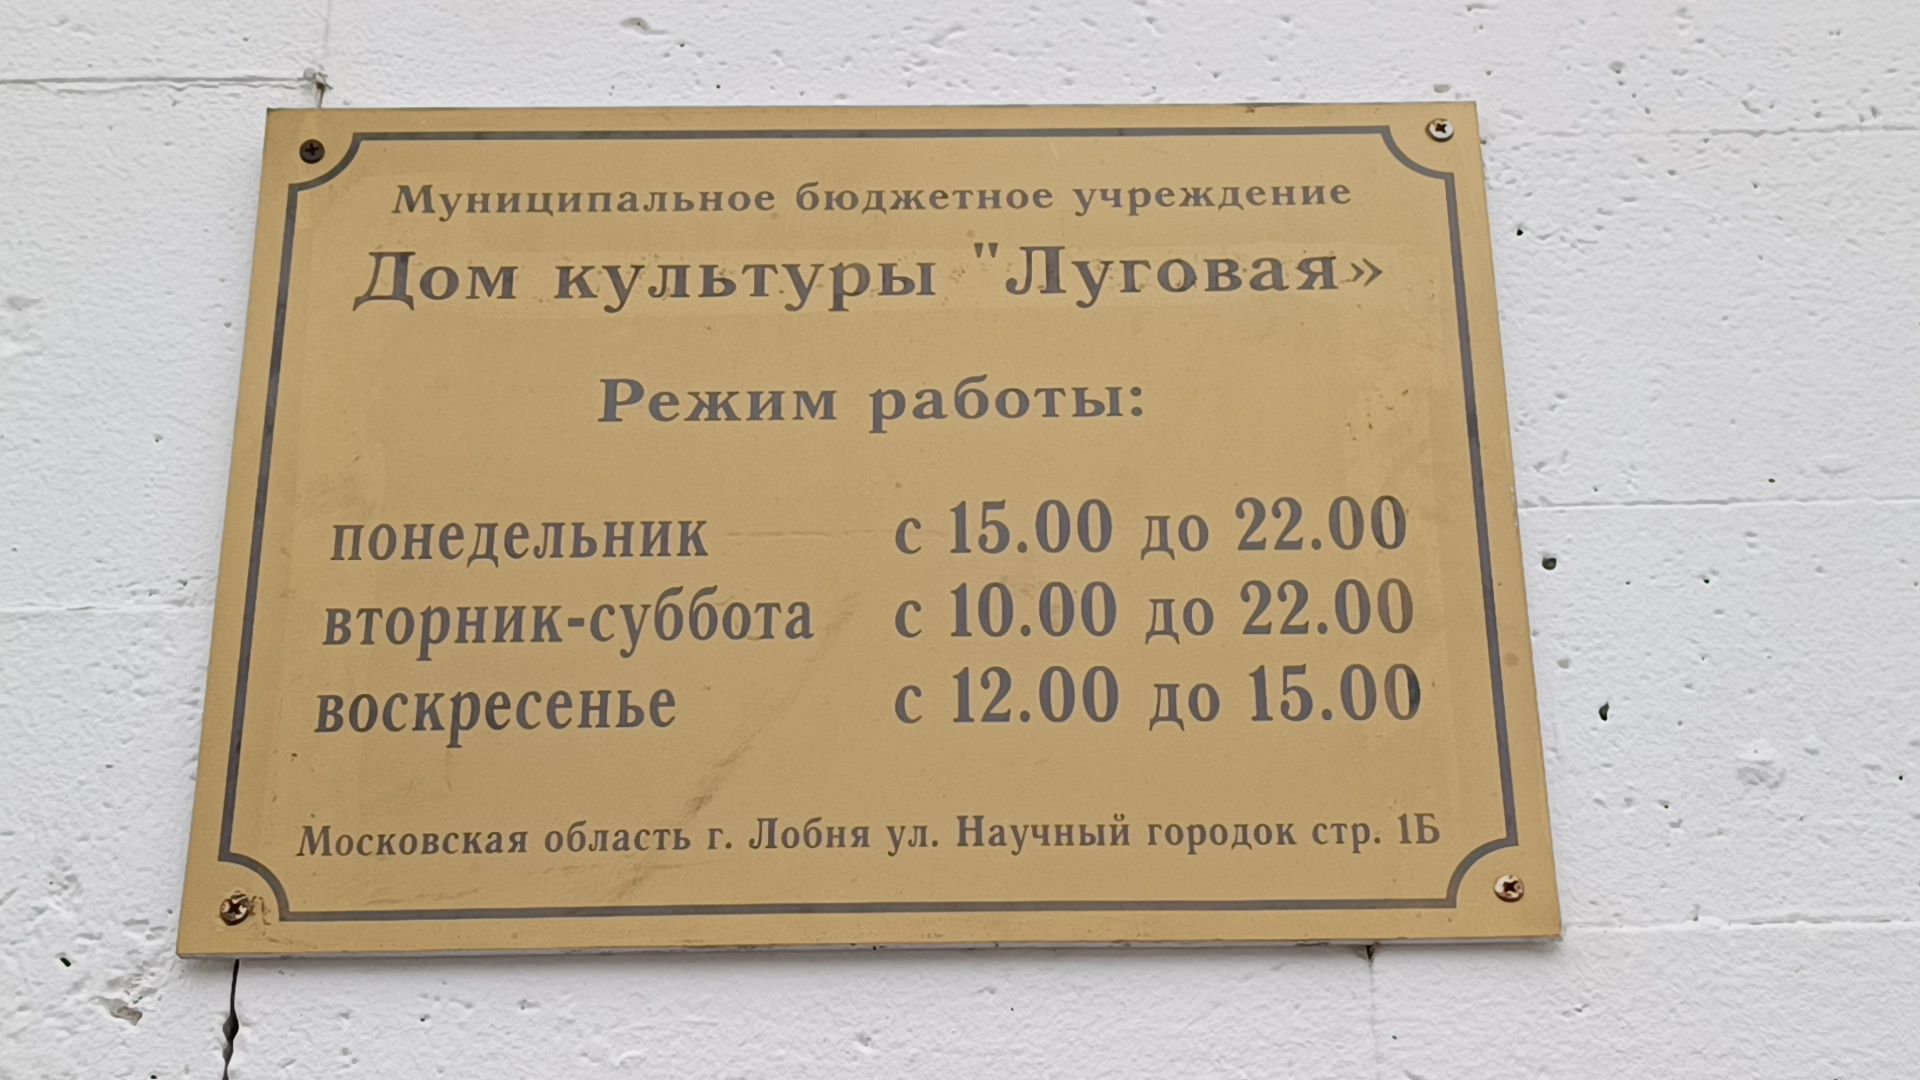 Муниципальное бюджетное учреждение
Дом культуры "Луговая»
Режим работы:
понедельник с 15.00 до 22.00
вторник-суббота с 10.00 до 22.00
воскресенье с 12.00 до 15.00
Московская область г. Лобня ул. Научный городок стр. 1Б